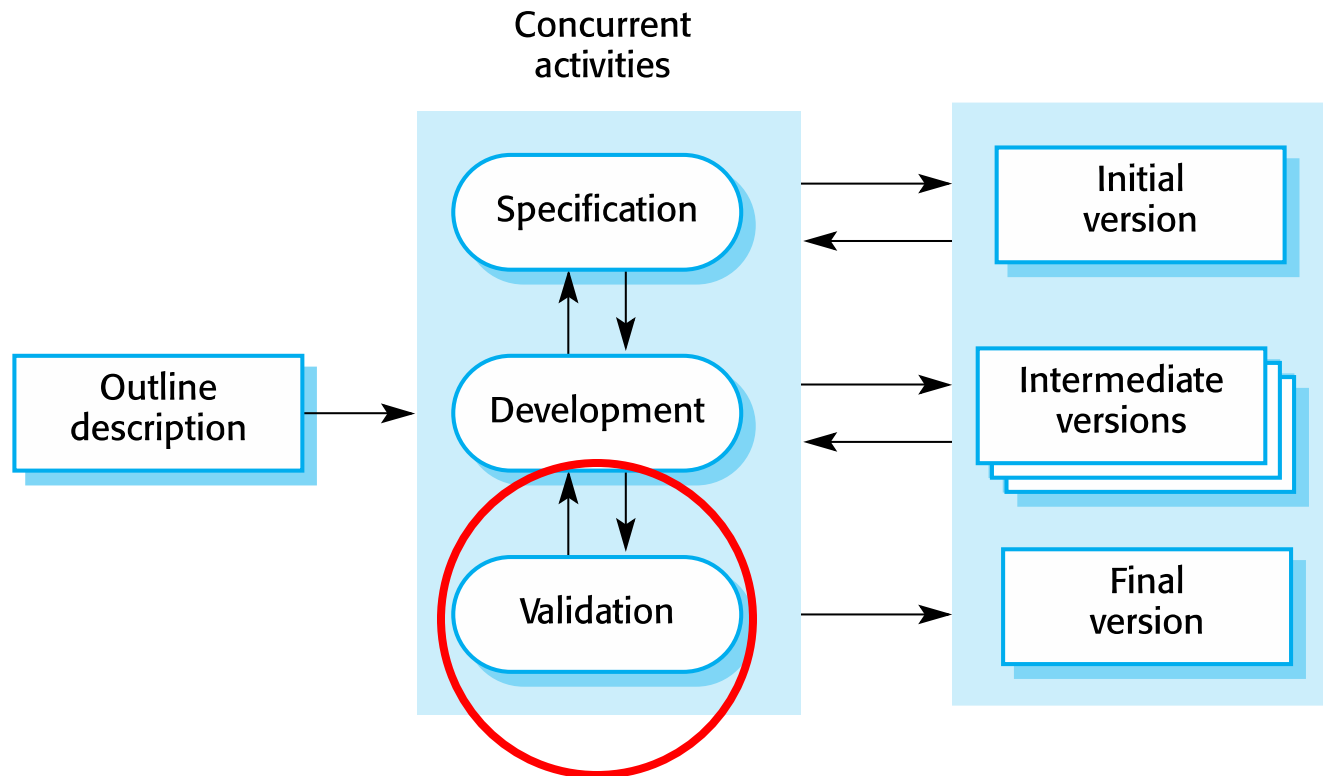 Concurrent
activities
Specification
Initial
version
Outline
description
Development
Intermediate
versions
Validation
Final
version